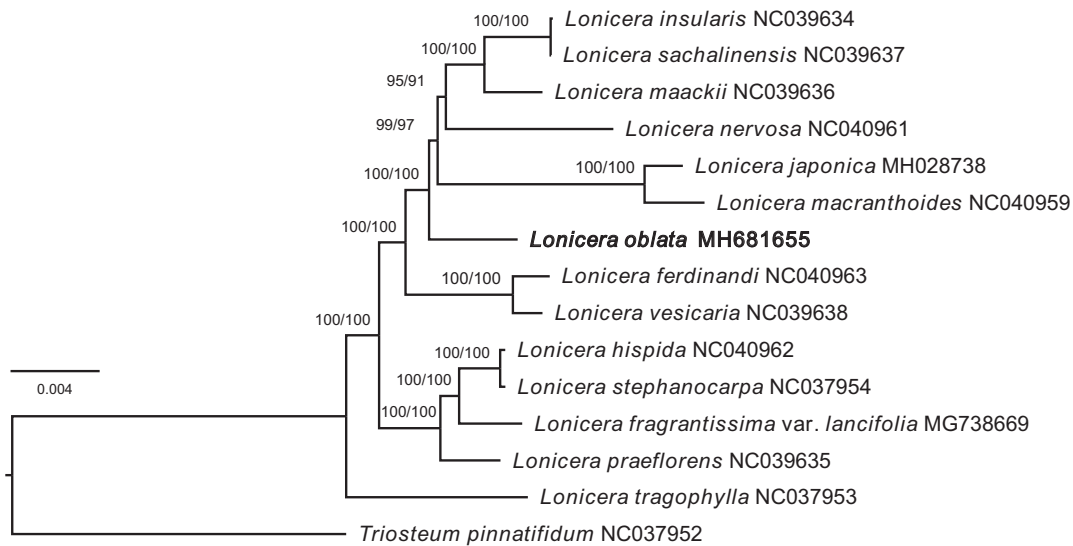 100/100
Lonicera insularis NC039634
100/100
Lonicera sachalinensis NC039637
95/91
Lonicera maackii NC039636
99/97
Lonicera nervosa NC040961
100/100
100/100
Lonicera japonica MH028738
Lonicera macranthoides NC040959
100/100
Lonicera oblata MH681655
100/100
Lonicera ferdinandi NC040963
Lonicera vesicaria NC039638
100/100
100/100
Lonicera hispida NC040962
0.004
100/100
Lonicera stephanocarpa NC037954
100/100
Lonicera fragrantissima var. lancifolia MG738669
Lonicera praeflorens NC039635
Lonicera tragophylla NC037953
Triosteum pinnatifidum NC037952